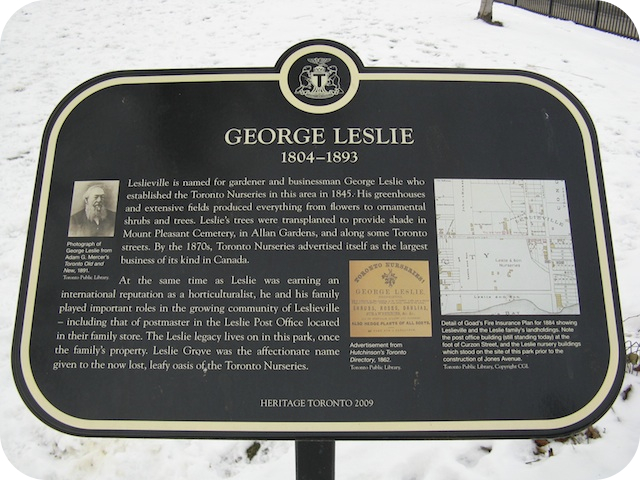 GEORGE LESLIE
1804–1893
Leslieville is named for gardener and businessman George Leslie who
established the Toronto Nurseries in this area in 1845. His greenhouses
and extensive fields produced everything from flowers to ornamental
shrubs and trees. Leslie's trees were transplanted to provide shade in
Mount Pleasant Cemetery, in Allan Gardens, and along some Toronto
streets. By the 1870s, Toronto Nurseries advertised itself as the largest
business of its kind in Canada.
Photograph of
George Leslie from
Adam G. Mercer's
Toronto Old and
New, 1891.
Toronto Public Library.
At the same time as Leslie was earning an
international reputation as a horticulturalist, he and his family
played important roles in the growing community of Leslieville
– including that of postmaster in the Leslie Post Office located
in their family store. The Leslie legacy lives on in this park, once
the family's property. Leslie Grove was the affectionate name
given to the now lost, leafy oasis of the Toronto Nurseries.
TORONTO NURSERIES!
GEORGE LESLIE
Advertisement from
Hutchinson's Toronto
Directory, 1862.
Toronto Public Library.
Detail of Goad's Fire Insurance Plan for 1884 showing
Leslieville and the Leslie family's landholdings. Note
the post office building (still standing today) at the
foot of Curzon Street, and the Leslie nursery buildings
which stood on the site of this park prior to the
construction of Jones Avenue.
Toronto Public Library, Copyright CGI.
HERITAGE TORONTO 2009